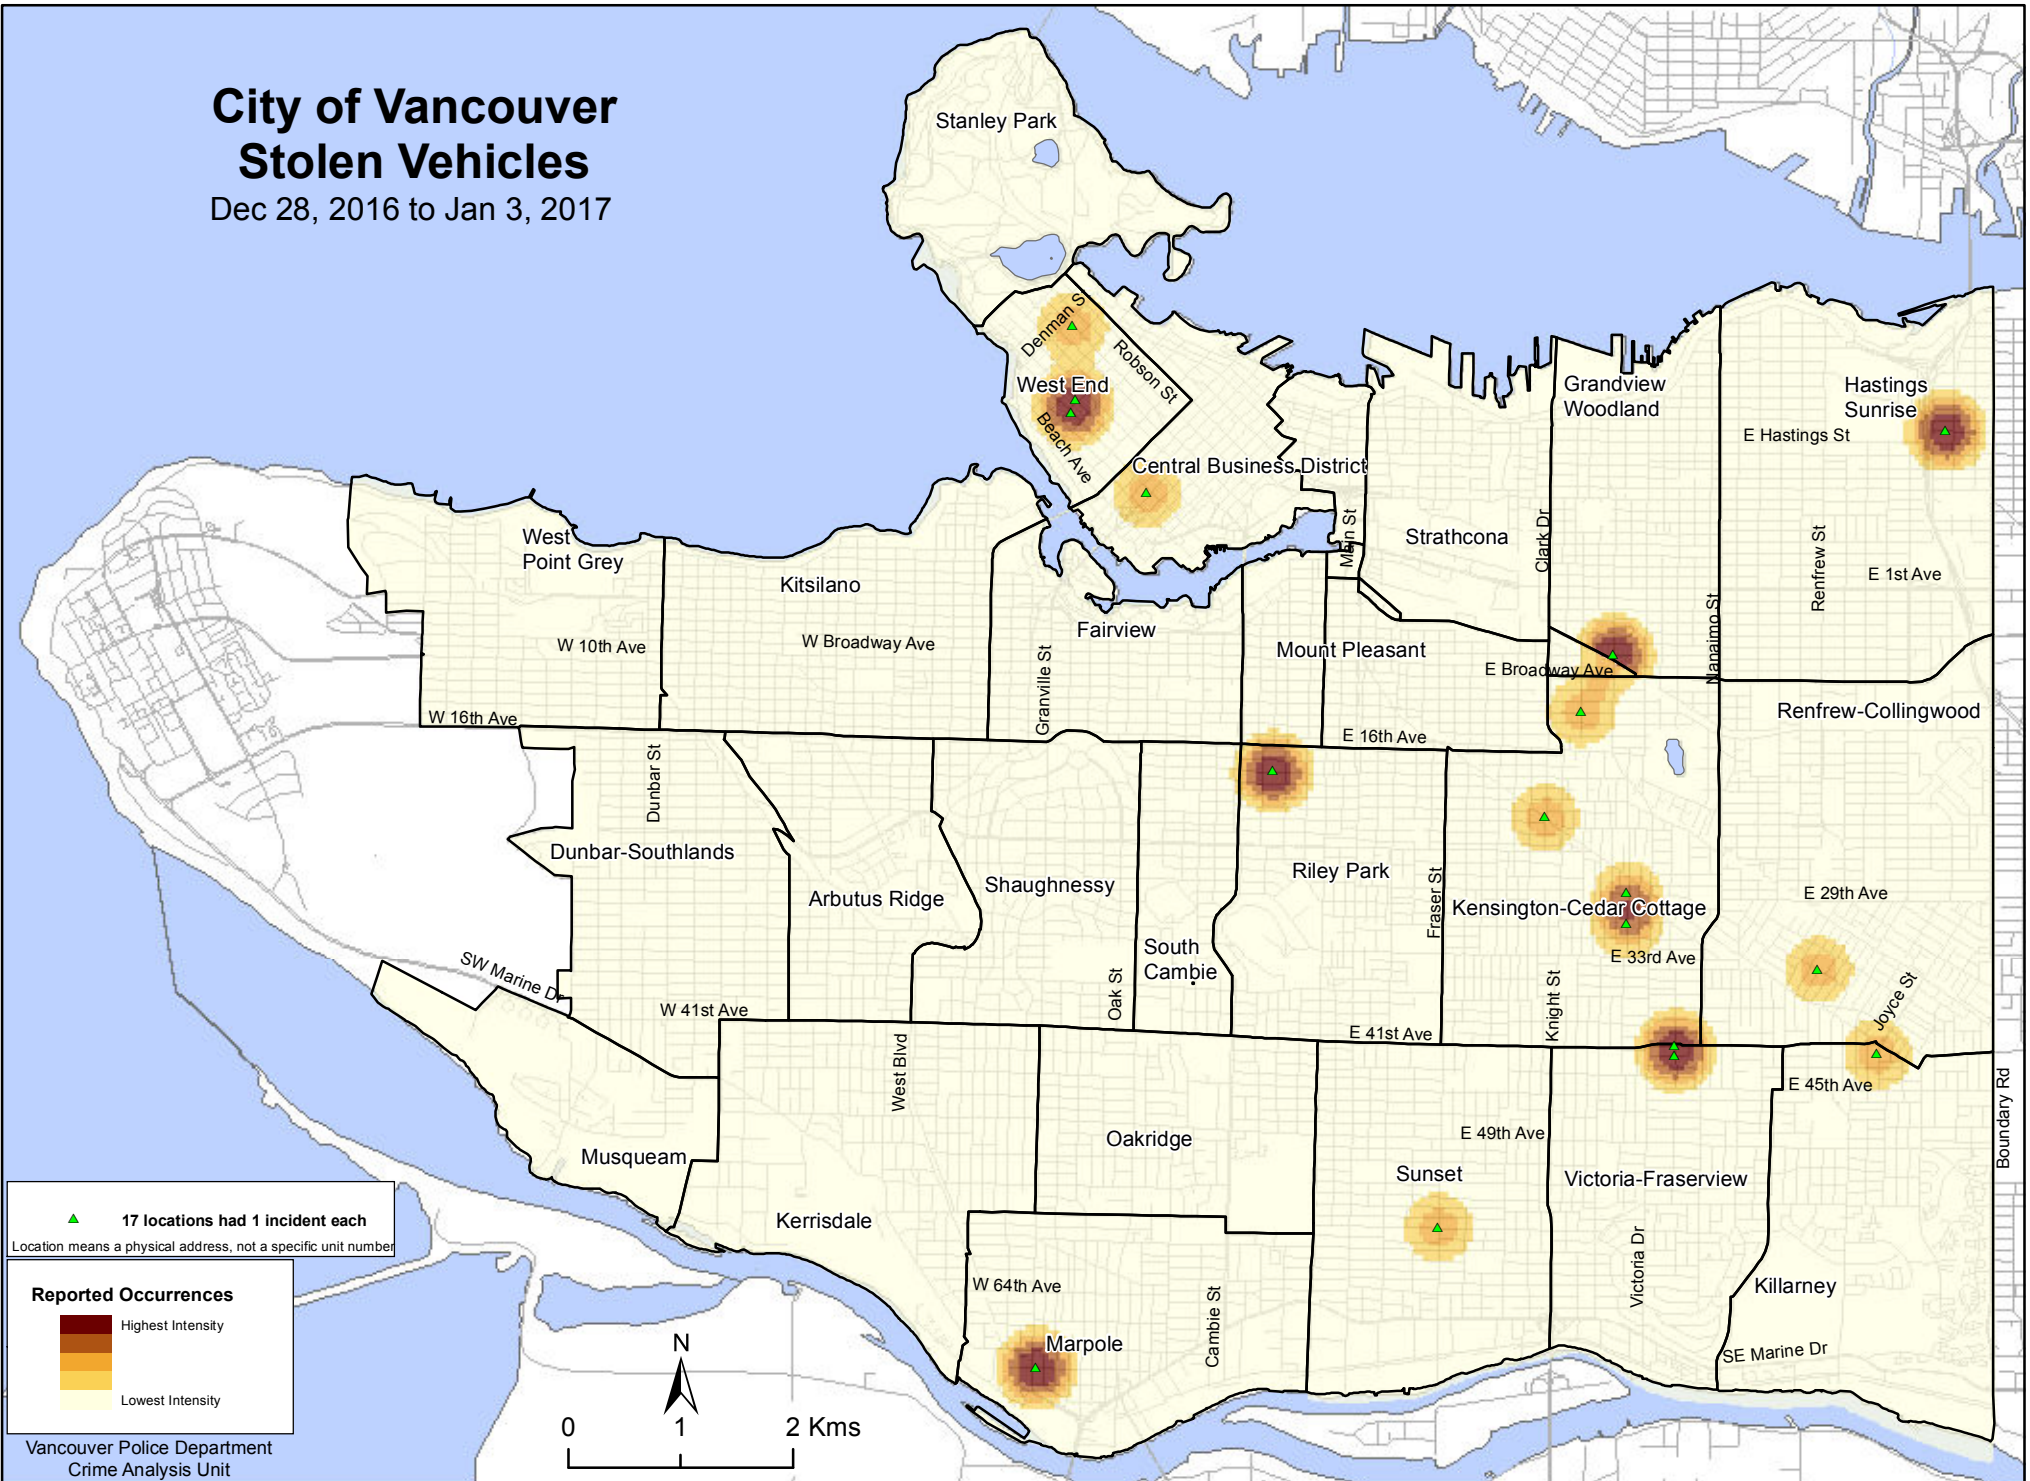 City of Vancouver
Stolen Vehicles
Dec 28, 2016 to Jan 3, 2017
Stanley Park
Denman S
Robson St
West End
Beach Ave
Central Business District
Grandview
Woodland
Hastings
Sunrise
E Hastings St
West
Point Grey
Kitsilano
Fairview
Mount Pleasant
Main St
Strathcona
Clark Dr
Nanaimo St
Renfrew St
E 1st Ave
W 10th Ave
W Broadway Ave
Granville St
E Broadway Ave
W 16th Ave
E 16th Ave
Renfrew-Collingwood
Dunbar St
Dunbar-Southlands
Arbutus Ridge
Shaughnessy
Riley Park
Fraser St
Kensington-Cedar Cottage
E 29th Ave
South
Cambie
Oak St
E 33rd Ave
Knight St
Joyce St
SW Marine Dr
W 41st Ave
E 41st Ave
West Blvd
E 45th Ave
Boundary Rd
Musqueam
Oakridge
E 49th Ave
Sunset
Victoria-Fraserview
Kerrisdale
Victoria Dr
W 64th Ave
Cambie St
Killarney
Marpole
SE Marine Dr
17 locations had 1 incident each
Location means a physical address, not a specific unit number
Reported Occurrences
Highest Intensity
Lowest Intensity
Vancouver Police Department
Crime Analysis Unit
N
0 1 2 Kms